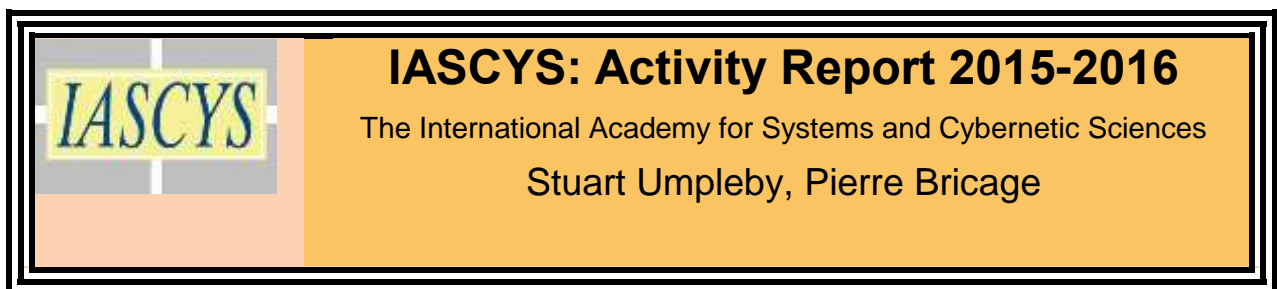 IASCYS
IASCYS: Activity Report 2015-2016
The International Academy for Systems and Cybernetic Sciences
Stuart Umpleby, Pierre Bricage